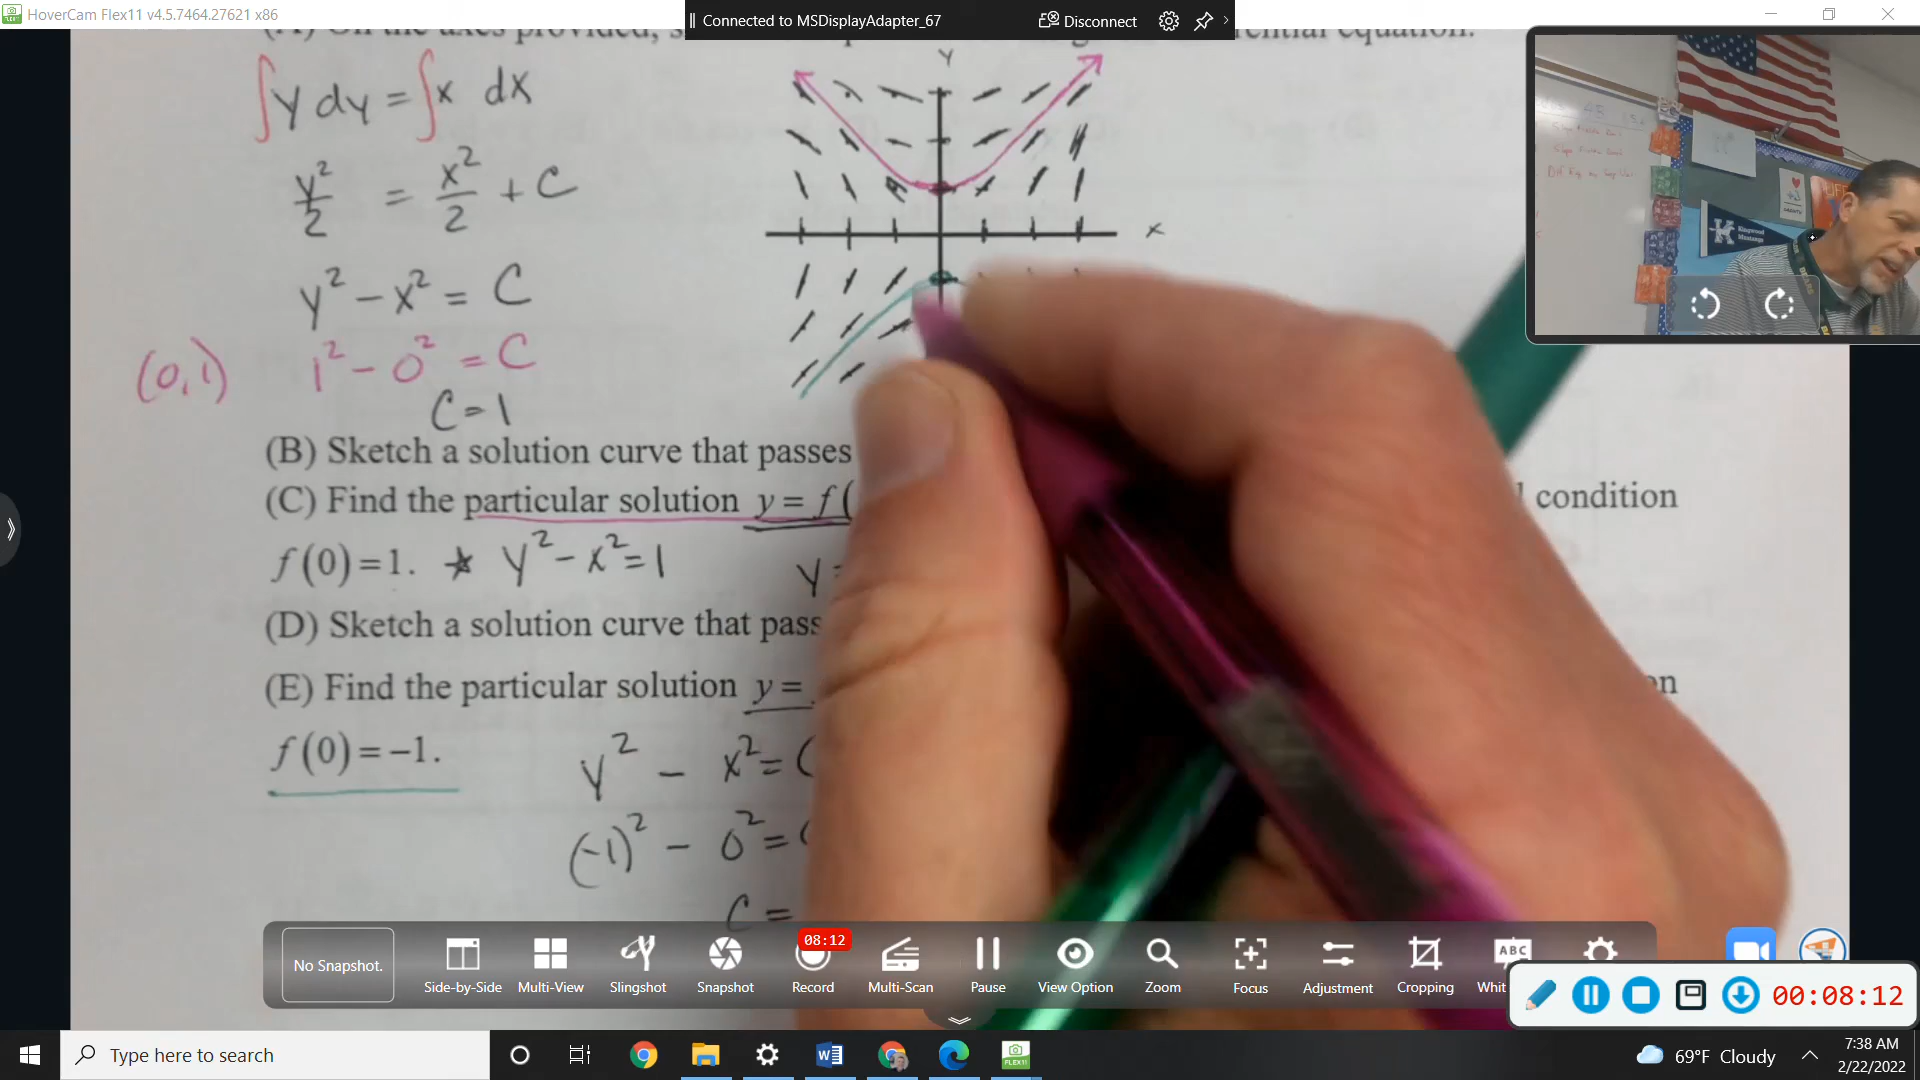 HoverCam Flex11 v4.5.7464.27621 x86
Connected to MSDisplayAdapter_67
Disconnect
∫y dy = ∫x dx
y²/2 = x²/2 + C
y² - x² = C
(0,1) 1² - 0² = C
C = 1
Y
X
(B) Sketch a solution curve that passes
(C) Find the particular solution y = f( condition
f(0) = 1. ★ y² - x² = 1 y =
(D) Sketch a solution curve that pass
(E) Find the particular solution y =
f(0) = -1. y² - x² = C
(-1)² - 0² =
C =
No Snapshot.
Side-by-Side
Multi-View
Slingshot
Snapshot
08:12
Record
Multi-Scan
Pause
View Option
Zoom
Focus
Adjustment
Cropping
ABC
Whit
00:08:12
Type here to search
69°F Cloudy
7:38 AM
2/22/2022